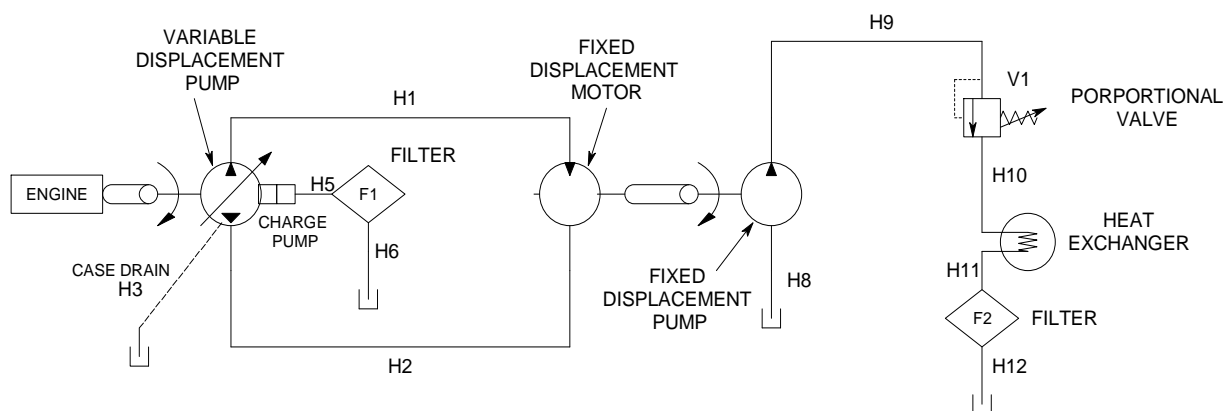 VARIABLE
DISPLACEMENT
PUMP
FIXED
DISPLACEMENT
MOTOR
H9
H1
V1
PORPORTIONAL
VALVE
FILTER
ENGINE
H5
F1
H10
CHARGE
PUMP
H6
HEAT
EXCHANGER
CASE DRAIN
H3
FIXED
DISPLACEMENT
PUMP
H8
H11
F2
FILTER
H2
H12